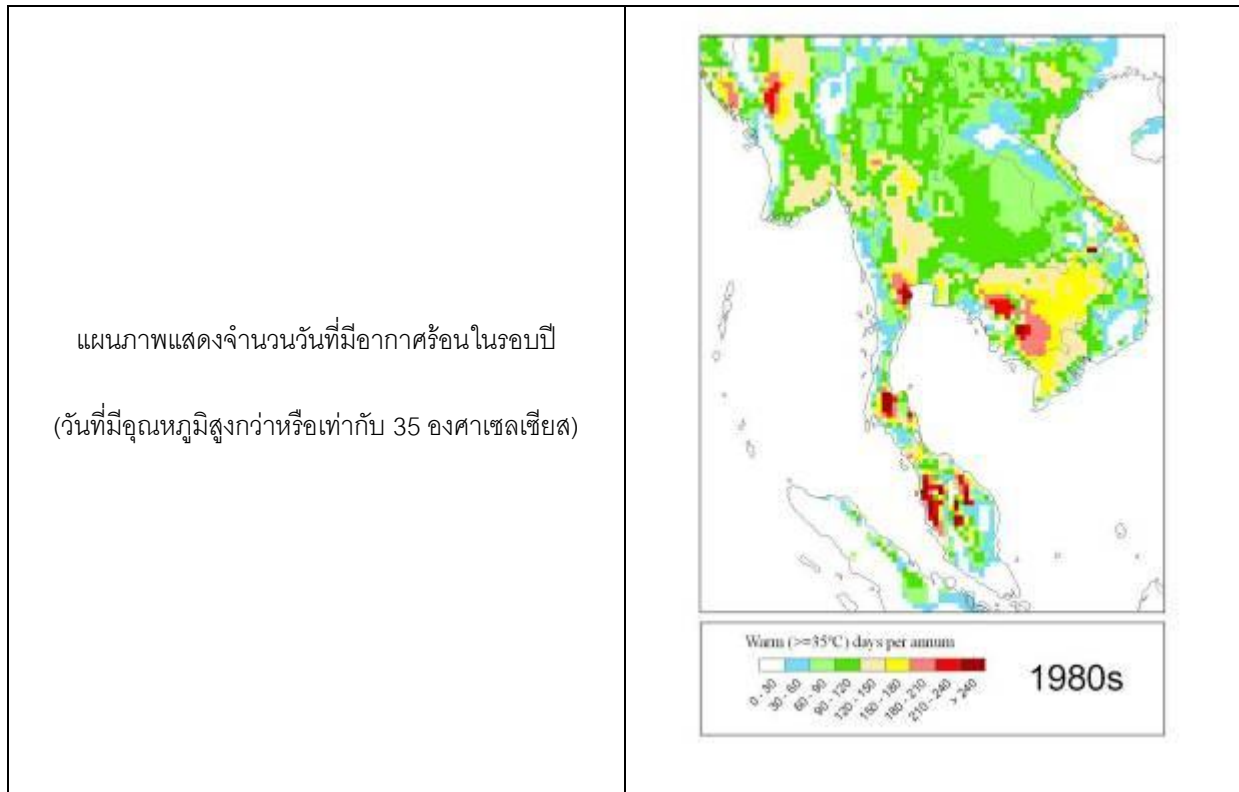 แผนภาพแสดงจำนวนวันที่มีอากาศร้อนในรอบปี
(วันที่มีอุณหภูมิสูงกว่าหรือเท่ากับ 35 องศาเซลเซียส)
Warm (>=35°C) days per annum
0 - 30
30 - 60
60 - 90
90 - 120
120 - 150
150 - 180
180 - 210
210 - 240
> 240
1980s